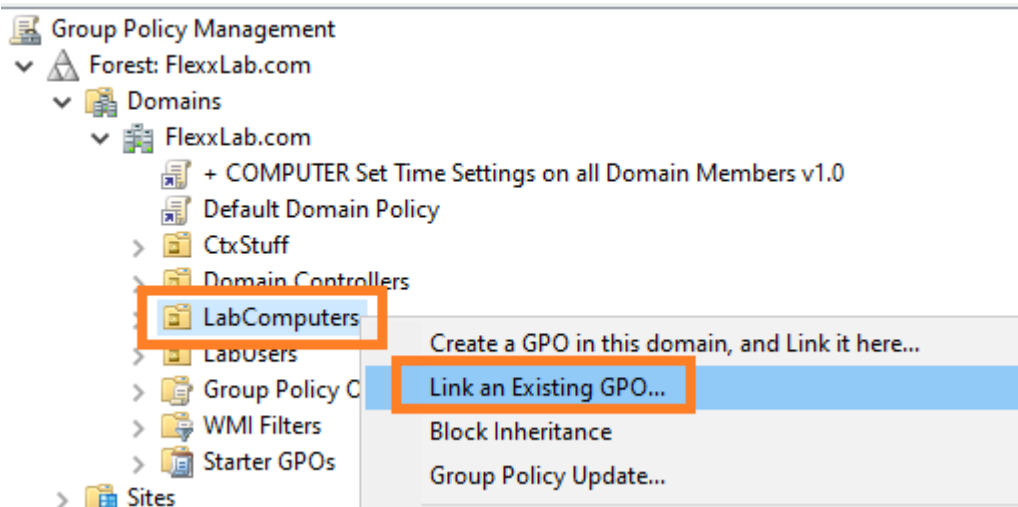 Group Policy Management
Forest: FlexxLab.com
Domains
FlexxLab.com
+ COMPUTER Set Time Settings on all Domain Members v1.0
Default Domain Policy
CtxStuff
Domain Controllers
LabComputers
Create a GPO in this domain, and Link it here...
LabUsers
Link an Existing GPO...
Group Policy O
WMI Filters
Block Inheritance
Starter GPOs
Group Policy Update...
Sites